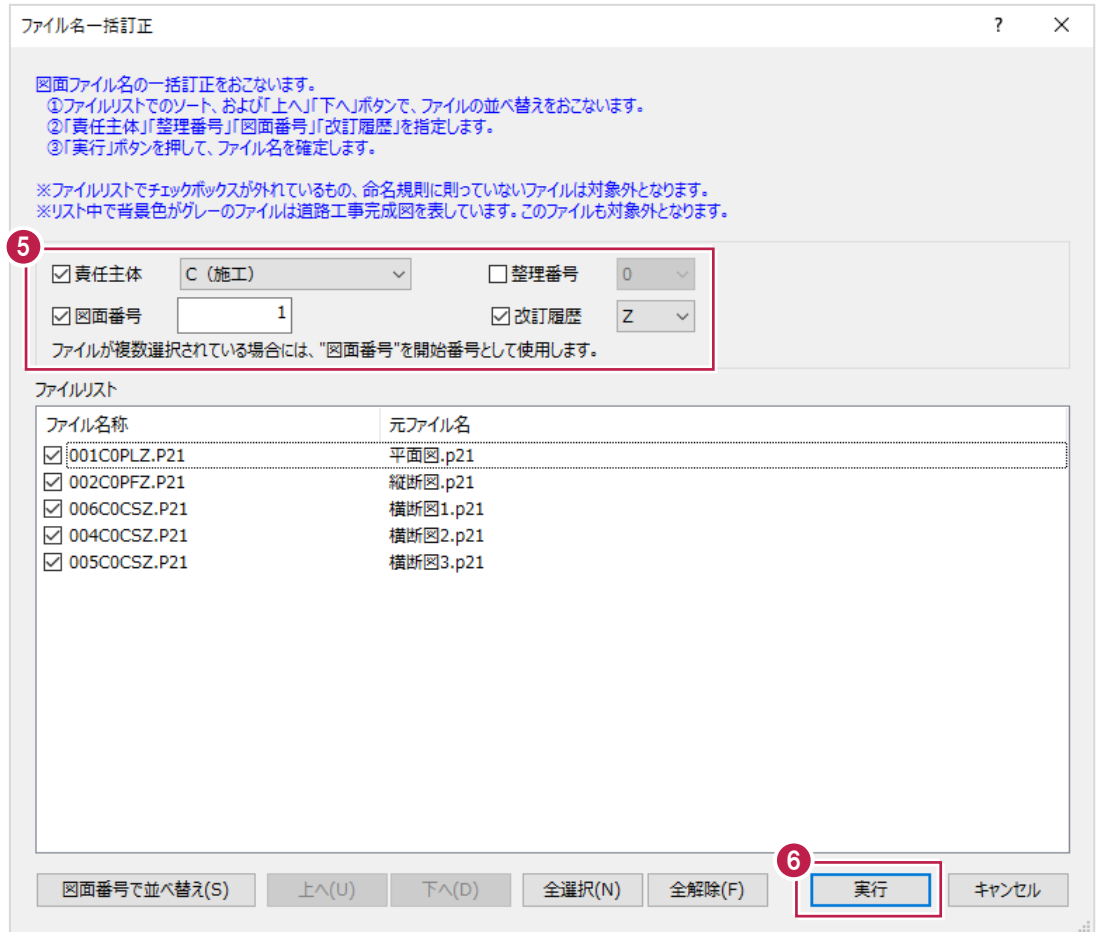 ファイル名一括訂正
?
図面ファイル名の一括訂正をおこないます。
①ファイルリストでのソート、および「上へ」「下へ」ボタンで、ファイルの並べ替えをおこないます。
②「責任主体」「整理番号」「図面番号」「改訂履歴」を指定します。
③「実行」ボタンを押して、ファイル名を確定します。
※ファイルリストでチェックボックスが外れているもの、命名規則に則っていないファイルは対象外となります。
※リスト中で背景色がグレーのファイルは道路工事完成図を表しています。このファイルも対象外となります。
5
責任主体 C（施工） 整理番号 0
図面番号 1 改訂履歴 Z
ファイルが複数選択されている場合には、"図面番号"を開始番号として使用します。
ファイルリスト
ファイル名称 元ファイル名
001C0PLZ.P21 平面図.p21
002C0PFZ.P21 縦断図.p21
006C0CSZ.P21 横断図1.p21
004C0CSZ.P21 横断図2.p21
005C0CSZ.P21 横断図3.p21
6
図面番号で並べ替え(S) 上へ(U) 下へ(D) 全選択(N) 全解除(F) 実行 キャンセル